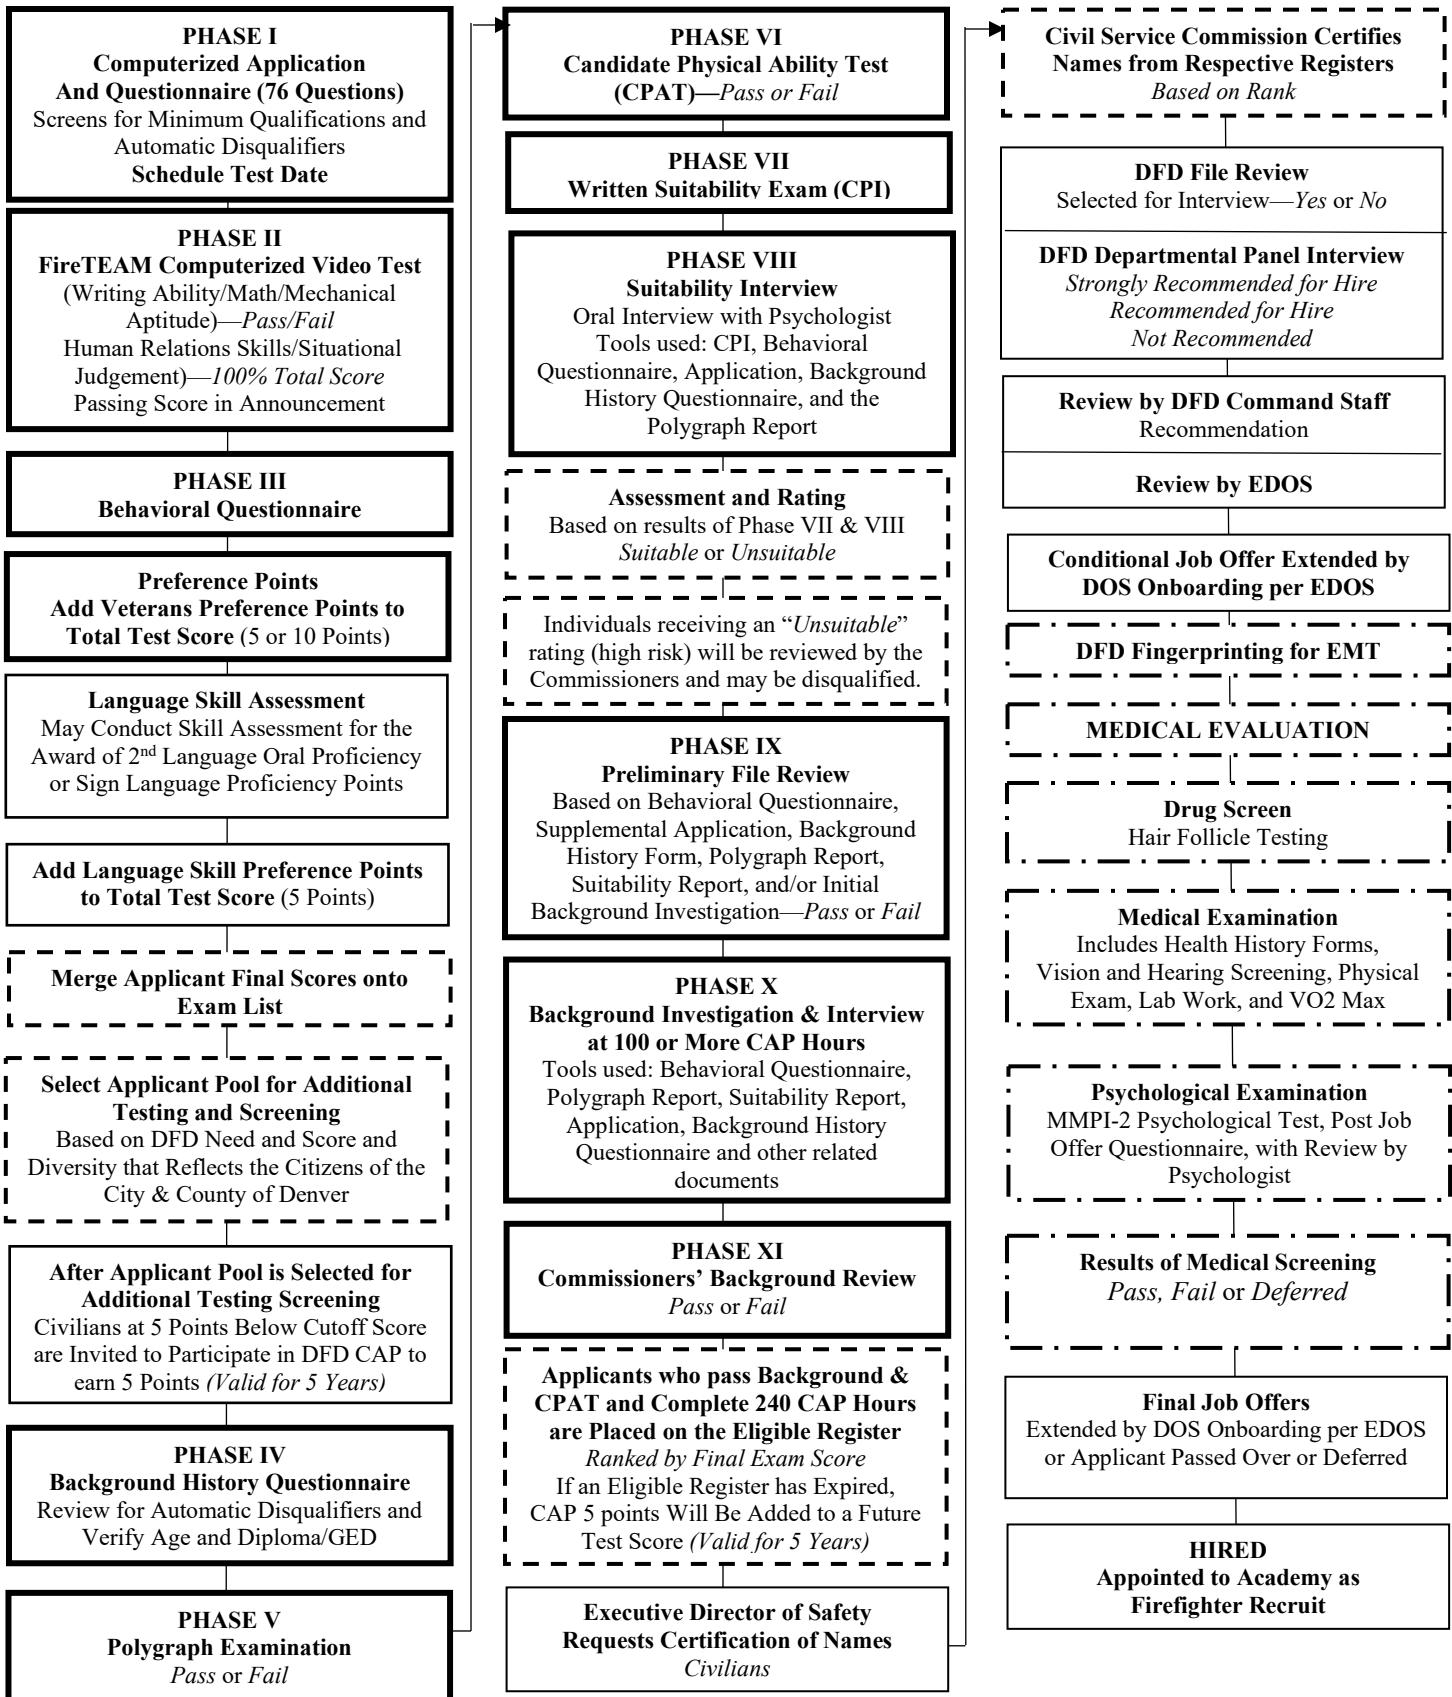 PHASE I
Computerized Application
And Questionnaire (76 Questions)
Screens for Minimum Qualifications and
Automatic Disqualifiers
Schedule Test Date
PHASE II
FireTEAM Computerized Video Test
(Writing Ability/Math/Mechanical
Aptitude)—Pass/Fail
Human Relations Skills/Situational
Judgement)—100% Total Score
Passing Score in Announcement
PHASE III
Behavioral Questionnaire
Preference Points
Add Veterans Preference Points to
Total Test Score (5 or 10 Points)
Language Skill Assessment
May Conduct Skill Assessment for the
Award of 2nd Language Oral Proficiency
or Sign Language Proficiency Points
Add Language Skill Preference Points
to Total Test Score (5 Points)
Merge Applicant Final Scores onto
Exam List
Select Applicant Pool for Additional
Testing and Screening
Based on DFD Need and Score and
Diversity that Reflects the Citizens of the
City & County of Denver
After Applicant Pool is Selected for
Additional Testing Screening
Civilians at 5 Points Below Cutoff Score
are Invited to Participate in DFD CAP to
earn 5 Points (Valid for 5 Years)
PHASE IV
Background History Questionnaire
Review for Automatic Disqualifiers and
Verify Age and Diploma/GED
PHASE V
Polygraph Examination
Pass or Fail
PHASE VI
Candidate Physical Ability Test
(CPAT)—Pass or Fail
PHASE VII
Written Suitability Exam (CPI)
PHASE VIII
Suitability Interview
Oral Interview with Psychologist
Tools used: CPI, Behavioral
Questionnaire, Application, Background
History Questionnaire, and the
Polygraph Report
Assessment and Rating
Based on results of Phase VII & VIII
Suitable or Unsuitable
Individuals receiving an “Unsuitable”
rating (high risk) will be reviewed by the
Commissioners and may be disqualified.
PHASE IX
Preliminary File Review
Based on Behavioral Questionnaire,
Supplemental Application, Background
History Form, Polygraph Report,
Suitability Report, and/or Initial
Background Investigation—Pass or Fail
PHASE X
Background Investigation & Interview
at 100 or More CAP Hours
Tools used: Behavioral Questionnaire,
Polygraph Report, Suitability Report,
Application, Background History
Questionnaire and other related
documents
PHASE XI
Commissioners’ Background Review
Pass or Fail
Applicants who pass Background &
CPAT and Complete 240 CAP Hours
are Placed on the Eligible Register
Ranked by Final Exam Score
If an Eligible Register has Expired,
CAP 5 points Will Be Added to a Future
Test Score (Valid for 5 Years)
Executive Director of Safety
Requests Certification of Names
Civilians
Civil Service Commission Certifies
Names from Respective Registers
Based on Rank
DFD File Review
Selected for Interview—Yes or No
DFD Departmental Panel Interview
Strongly Recommended for Hire
Recommended for Hire
Not Recommended
Review by DFD Command Staff
Recommendation
Review by EDOS
Conditional Job Offer Extended by
DOS Onboarding per EDOS
DFD Fingerprinting for EMT
MEDICAL EVALUATION
Drug Screen
Hair Follicle Testing
Medical Examination
Includes Health History Forms,
Vision and Hearing Screening, Physical
Exam, Lab Work, and VO2 Max
Psychological Examination
MMPI-2 Psychological Test, Post Job
Offer Questionnaire, with Review by
Psychologist
Results of Medical Screening
Pass, Fail or Deferred
Final Job Offers
Extended by DOS Onboarding per EDOS
or Applicant Passed Over or Deferred
HIRED
Appointed to Academy as
Firefighter Recruit